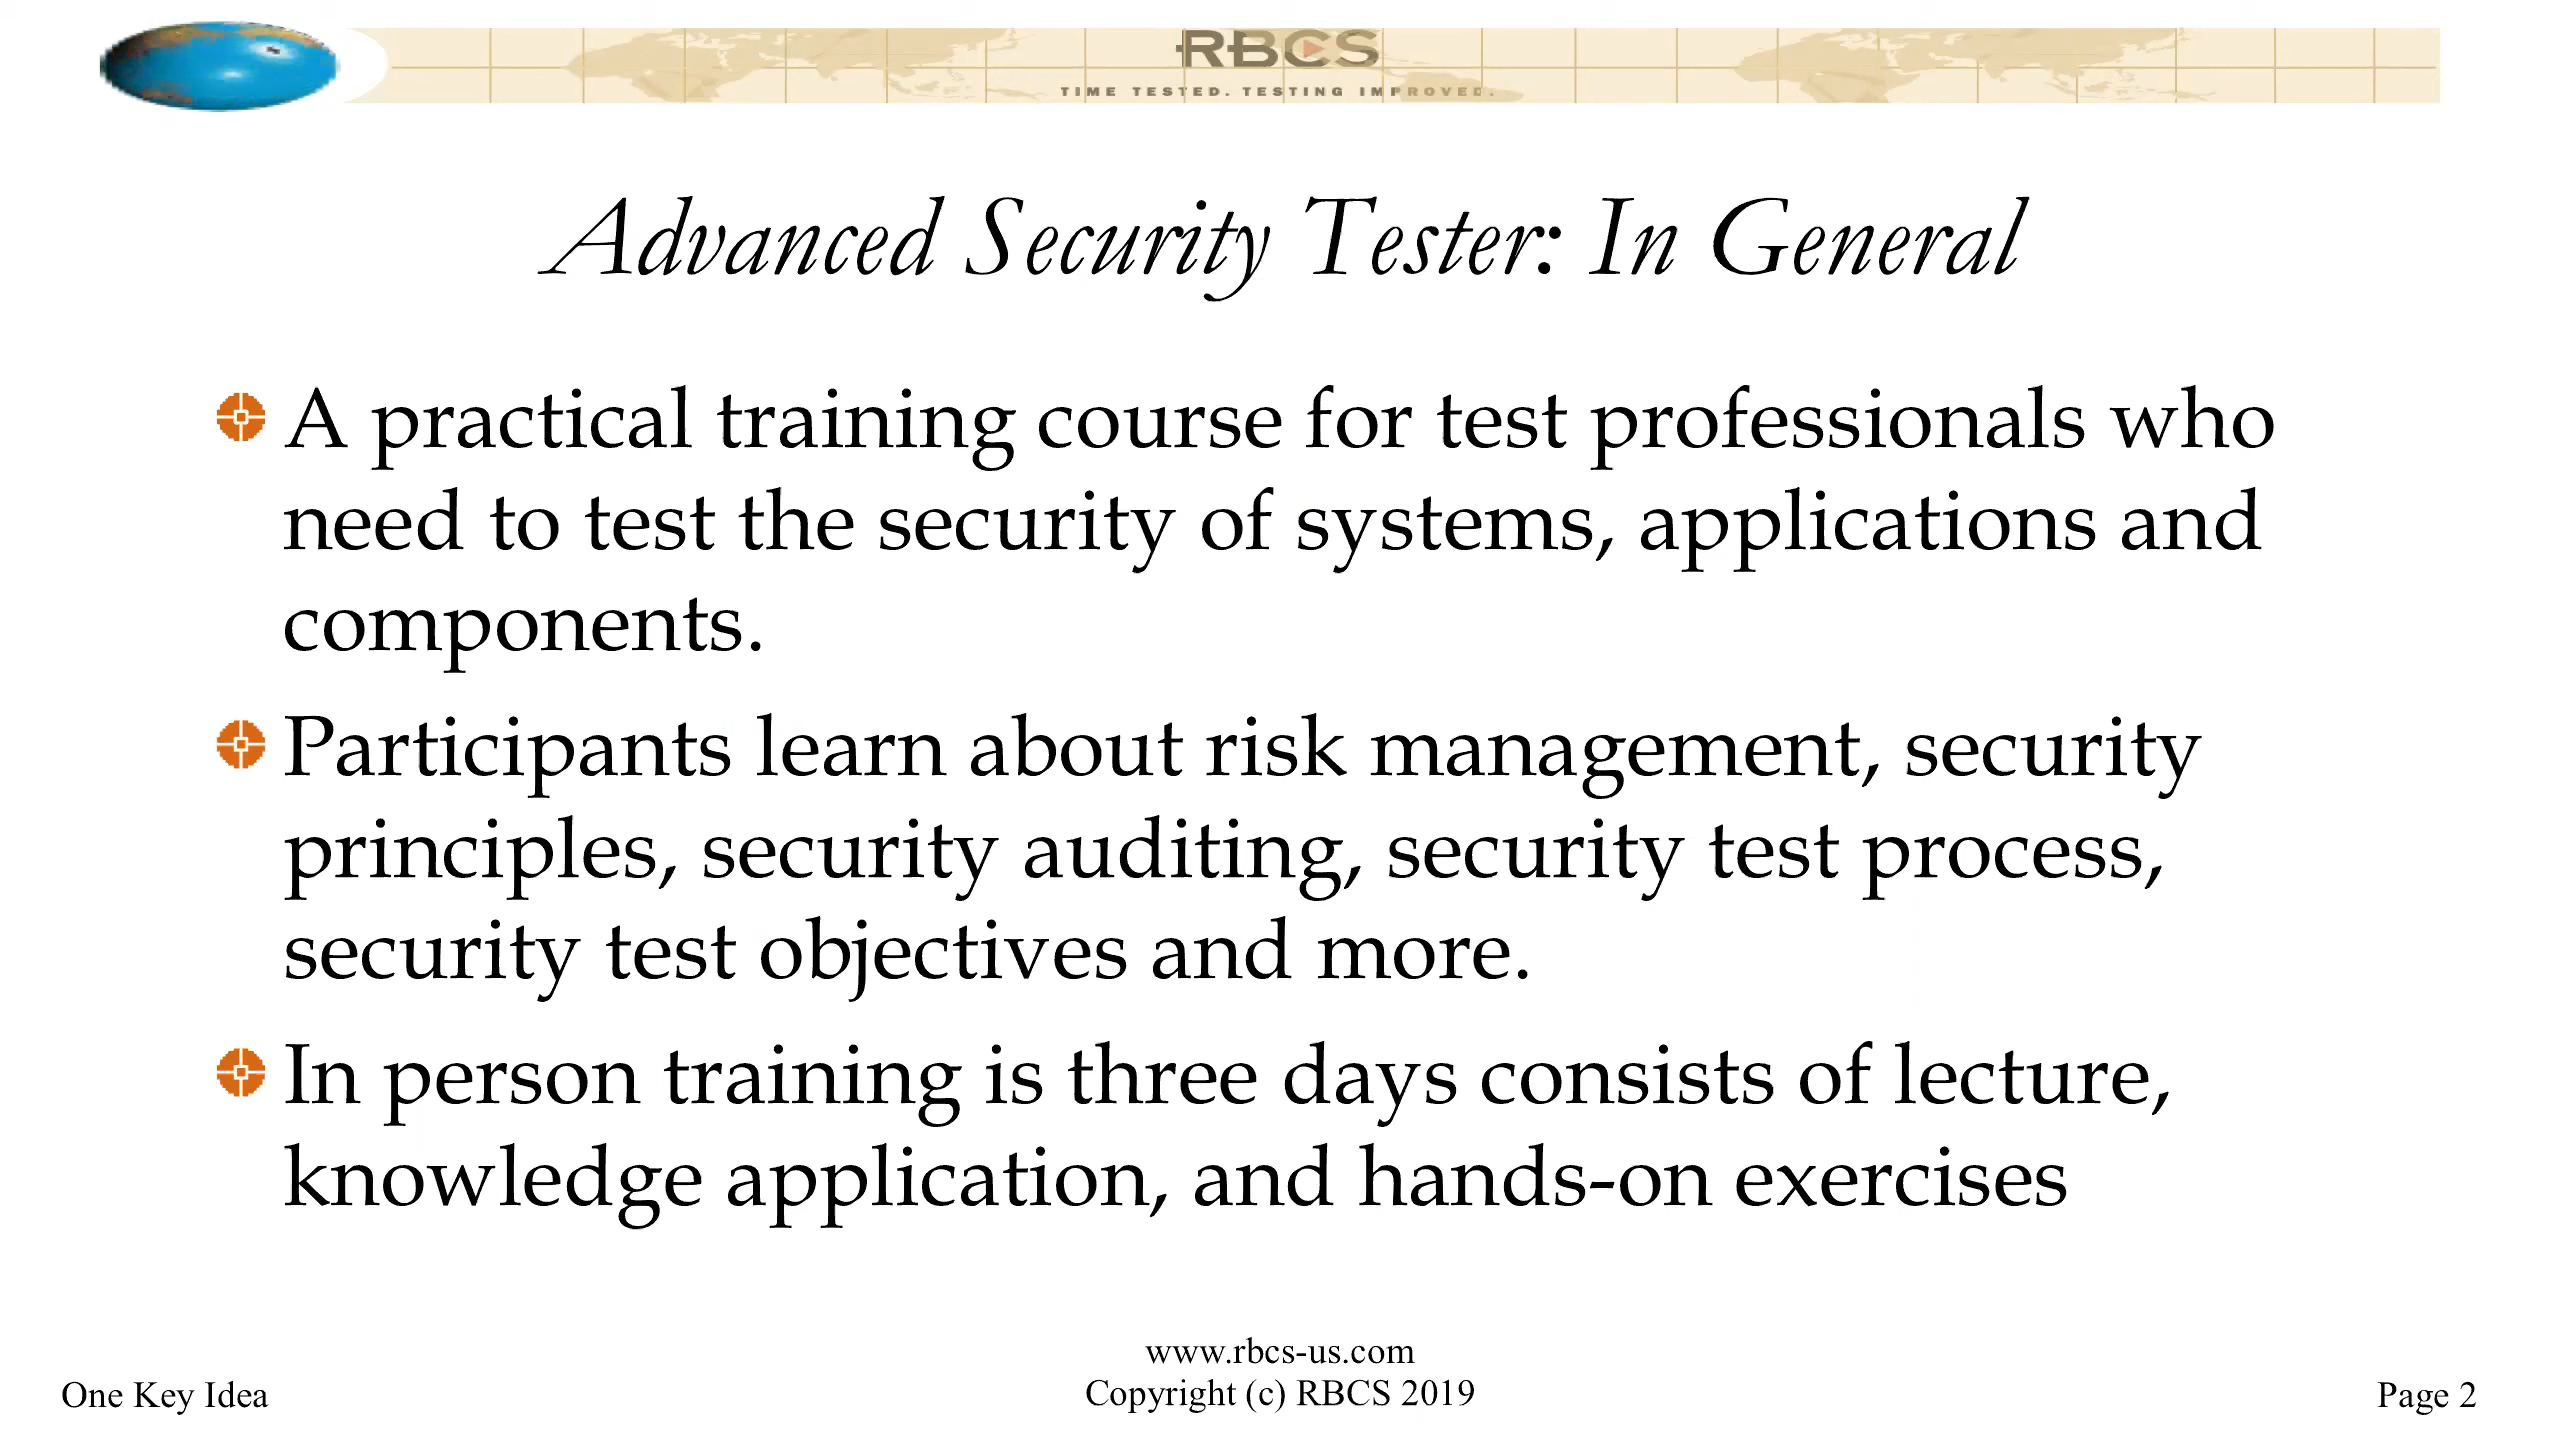 RBCS
TIME TESTED. TESTING IMPROVED.
Advanced Security Tester: In General
A practical training course for test professionals who
need to test the security of systems, applications and
components.
Participants learn about risk management, security
principles, security auditing, security test process,
security test objectives and more.
In person training is three days consists of lecture,
knowledge application, and hands-on exercises
www.rbcs-us.com
One Key Idea
Copyright (c) RBCS 2019
Page 2